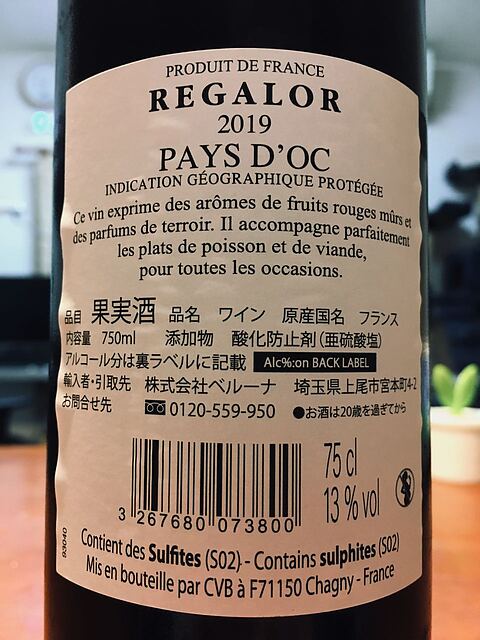 PRODUIT DE FRANCE
REGALOR
2019
PAYS D'OC
INDICATION GÉOGRAPHIQUE PROTÉGÉE
Ce vin exprime des arômes de fruits rouges mûrs et
des parfums de terroir. Il accompagne parfaitement
les plats de poisson et de viande,
pour toutes les occasions.
品目 果実酒 品名 ワイン 原産国名 フランス
内容量 750ml 添加物 酸化防止剤(亜硫酸塩)
アルコール分は裏ラベルに記載 Alc%:on BACK LABEL
輸入者・引取先 株式会社ベルーナ 埼玉県上尾市宮本町4-2
お問合せ先 0120-559-950 ●お酒は20歳を過ぎてから
75 cl
13 % vol
3 267680 073800
93040
Contient des Sulfites (S02) - Contains sulphites (S02)
Mis en bouteille par CVB à F71150 Chagny - France